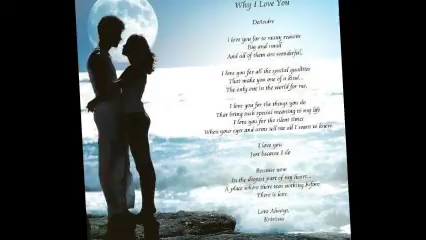 Why I Love You
DeAndre
I love you for so many reasons
Big and small
And all of them are wonderful,
I love you for all the special qualities
That make you one of a kind...
The only one in the world for me,
I love you for the things you do
That bring such special meaning to my life
I love you for the silent times
When your eyes and arms tell me all I want to know.
I love you
Just because I do
Because now
In the deepest part of my heart...
A place where there was nothing before
There is love.
Love Always,